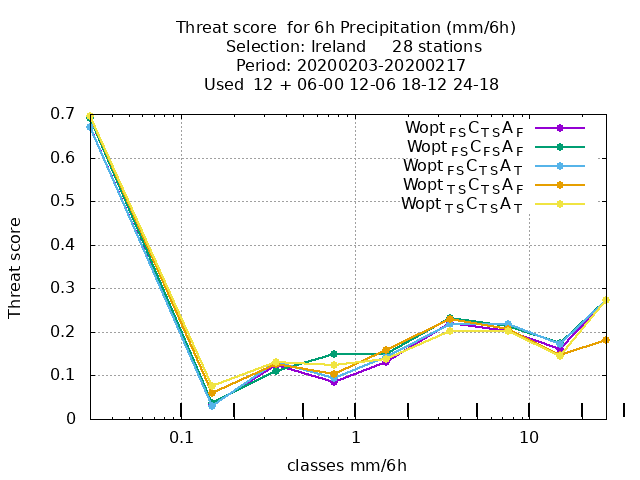 Threat score  for 6h Precipitation (mm/6h)
Selection: Ireland     28 stations
Period: 20200203-20200217
Used  12 + 06-00 12-06 18-12 24-18
0.7
0.6
0.5
0.4
0.3
0.2
0.1
0
Threat score
Wopt FS C TS A F
Wopt FS C FS A F
Wopt FS C TS A T
Wopt TS C TS A F
Wopt TS C TS A T
0.1 1 10
classes mm/6h